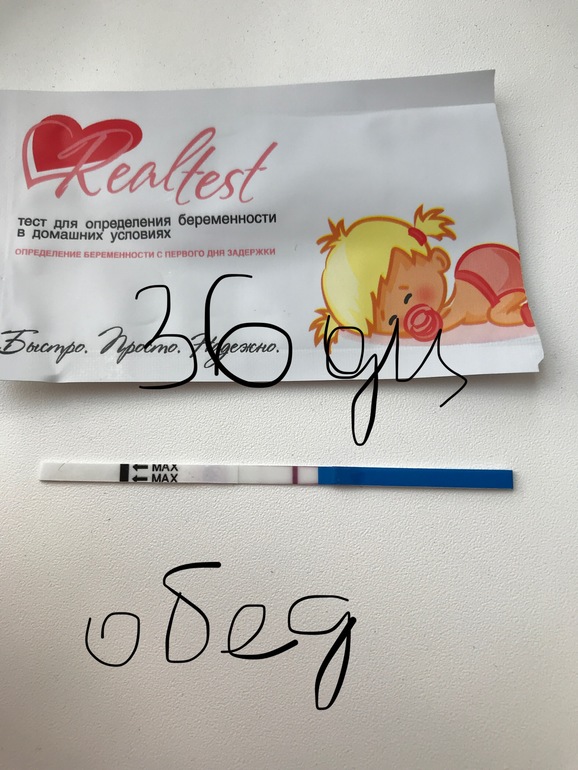 Realtest
тест для определения беременности
в домашних условиях
ОПРЕДЕЛЕНИЕ БЕРЕМЕННОСТИ С ПЕРВОГО ДНЯ ЗАДЕРЖКИ
36 дц
Быстро. Просто. Надежно.
MAX
MAX
обед